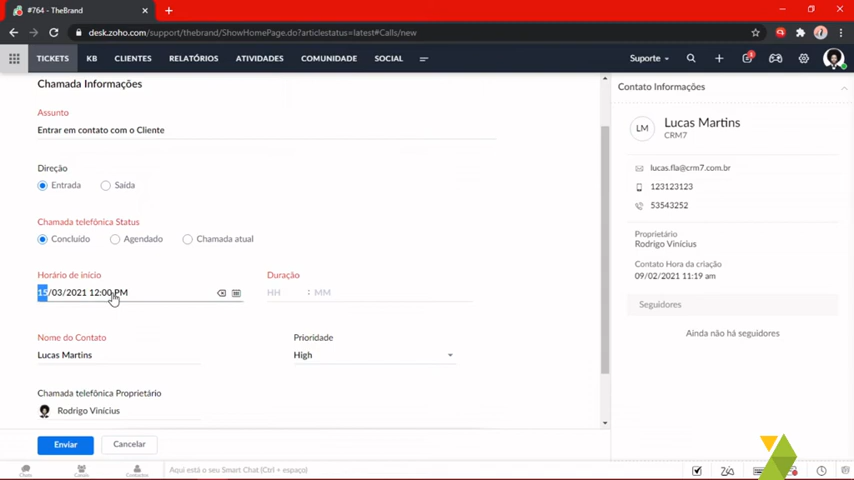 #764 - TheBrand
desk.zoho.com/support/thebrand/ShowHomePage.do?articlestatus=latest#Calls/new
TICKETS KB CLIENTES RELATÓRIOS ATIVIDADES COMUNIDADE SOCIAL Suporte
Chamada Informações
Assunto
Entrar em contato com o Cliente
Direção
Entrada Saída
Chamada telefônica Status
Concluído Agendado Chamada atual
Horário de início Duração
15/03/2021 12:00 PM HH : MM
Nome do Contato Prioridade
Lucas Martins High
Chamada telefônica Proprietário
Rodrigo Vinícius
Enviar Cancelar
Contato Informações
LM Lucas Martins
CRM7
lucas.fla@crm7.com.br
123123123
53543252
Proprietário
Rodrigo Vinícius
Contato Hora da criação
09/02/2021 11:19 am
Seguidores
Ainda não há seguidores
Chats Canais Contactos Aqui está o seu Smart Chat (Ctrl + espaço)